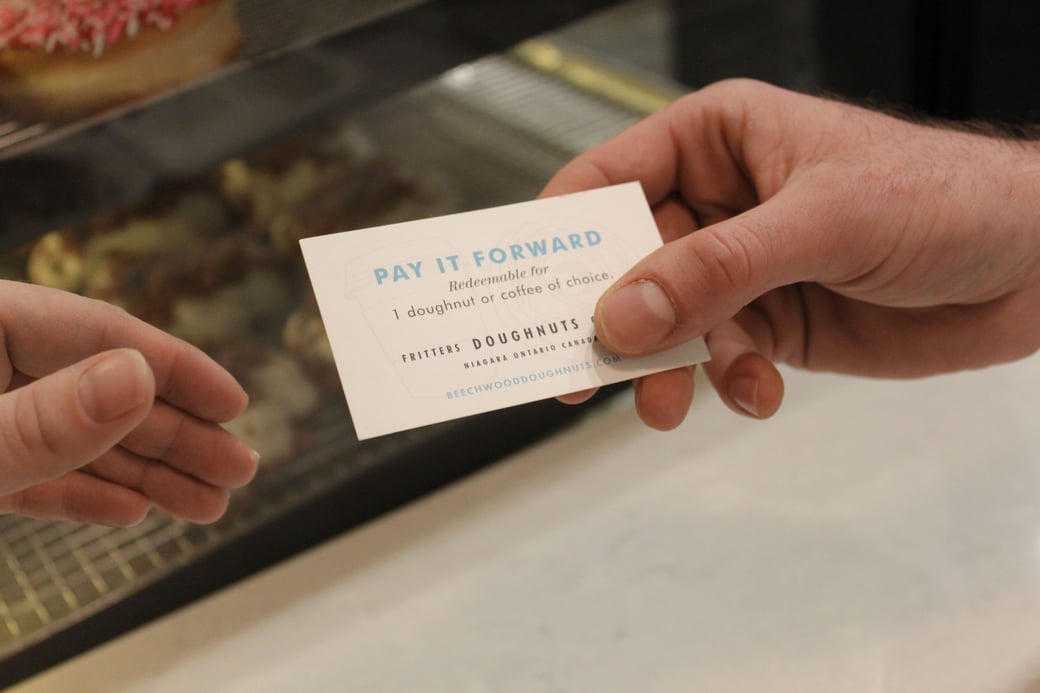 PAY IT FORWARD
Redeemable for
1 doughnut or coffee of choice.
FRITTERS DOUGHNUTS
NIAGARA ONTARIO CANADA
BEECHWOODDOUGHNUTS.COM